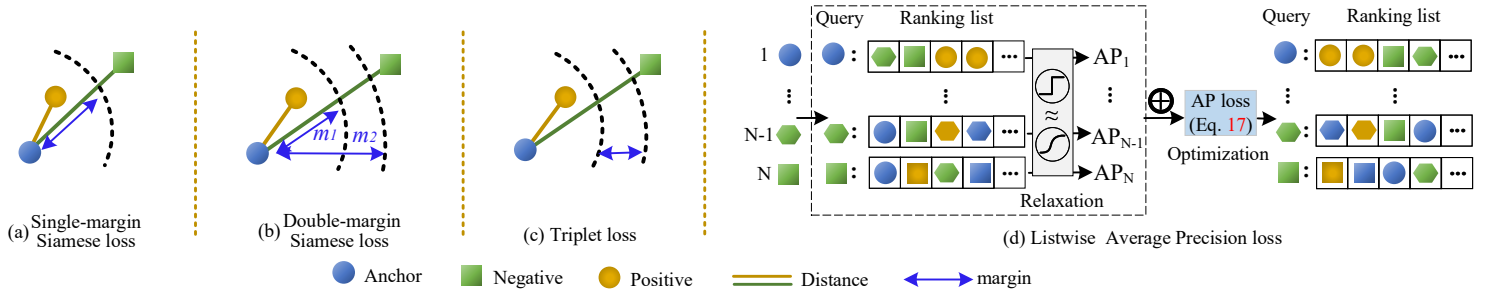 (a) Single-margin
Siamese loss
m1
m2
(b) Double-margin
Siamese loss
(c) Triplet loss
Query
Ranking list
1
:
...
AP1
⋮
⋮
⋮
⋮
N-1
:
...
≈
APN-1
N
:
...
APN
Relaxation
AP loss
(Eq. 17)
Optimization
Query
Ranking list
:
...
⋮
⋮
:
...
:
...
(d) Listwise Average Precision loss
Anchor
Negative
Positive
Distance
margin